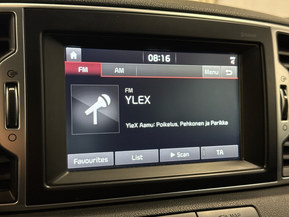 08:16
FM AM Menu
FM
YLEX
YleX Aamu: Poikelus, Pehkonen ja Parikka
Favourites List Scan TA